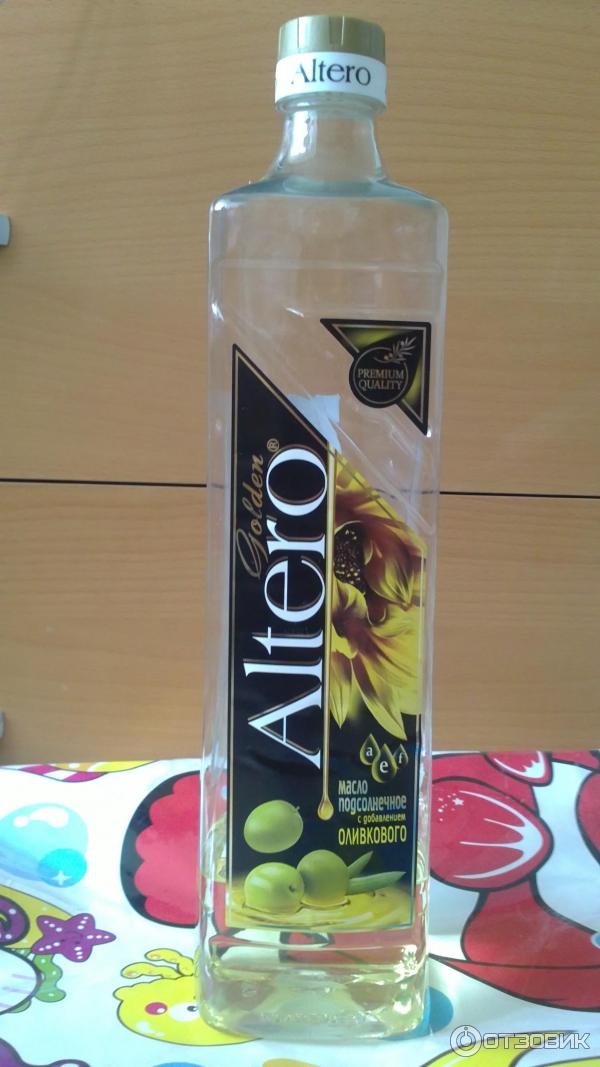 Altero
PREMIUM
QUALITY
Golden ®
Altero
a e f
масло
подсолнечное
с добавлением
ОЛИВКОВОГО
ОТЗОВИК